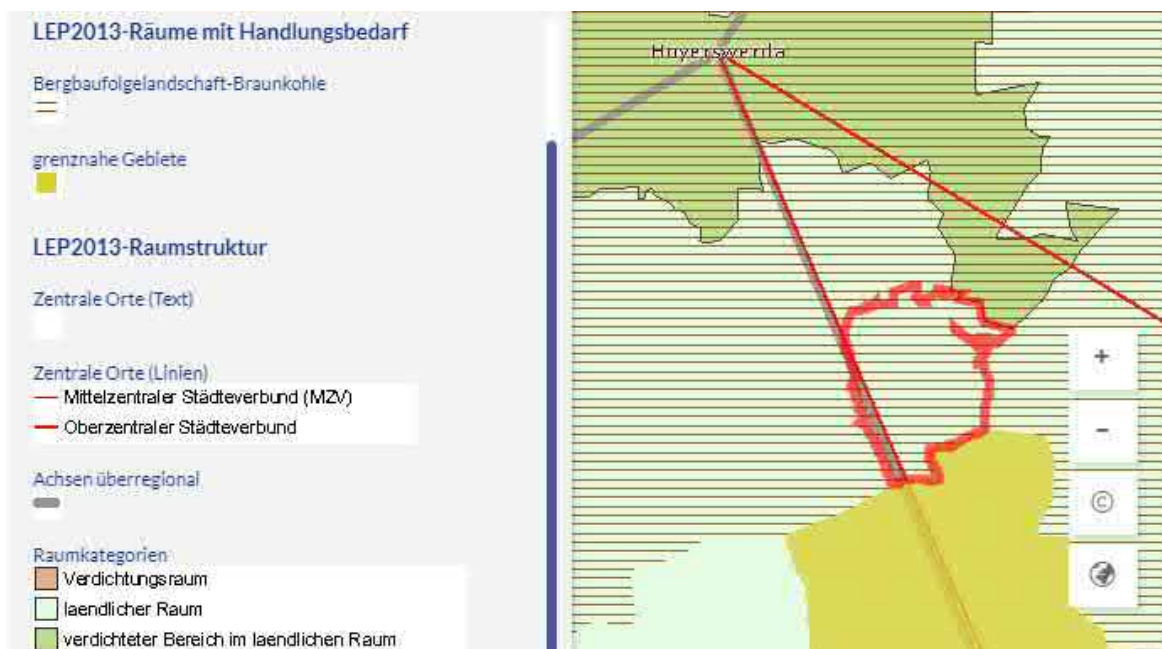 LEP2013-Räume mit Handlungsbedarf
Bergbaufolgelandschaft-Braunkohle
grenznahe Gebiete
LEP2013-Raumstruktur
Zentrale Orte (Text)
Zentrale Orte (Linien)
Mittelzentraler Städteverbund (MZV)
Oberzentraler Städteverbund
Achsen überregional
Raumkategorien
Verdichtungsraum
laendlicher Raum
verdichteter Bereich im laendlichen Raum
Hoyerswerda
+
-
©